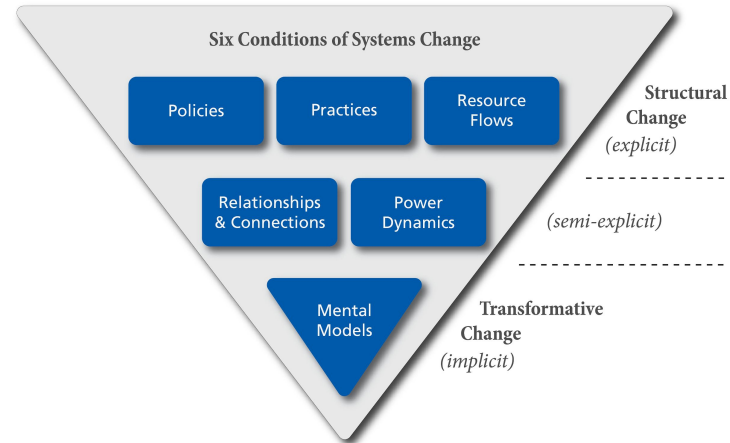 Six Conditions of Systems Change
Policies
Practices
Resource
Flows
Structural
Change
(explicit)
Relationships
& Connections
Power
Dynamics
(semi-explicit)
Mental
Models
Transformative
Change
(implicit)